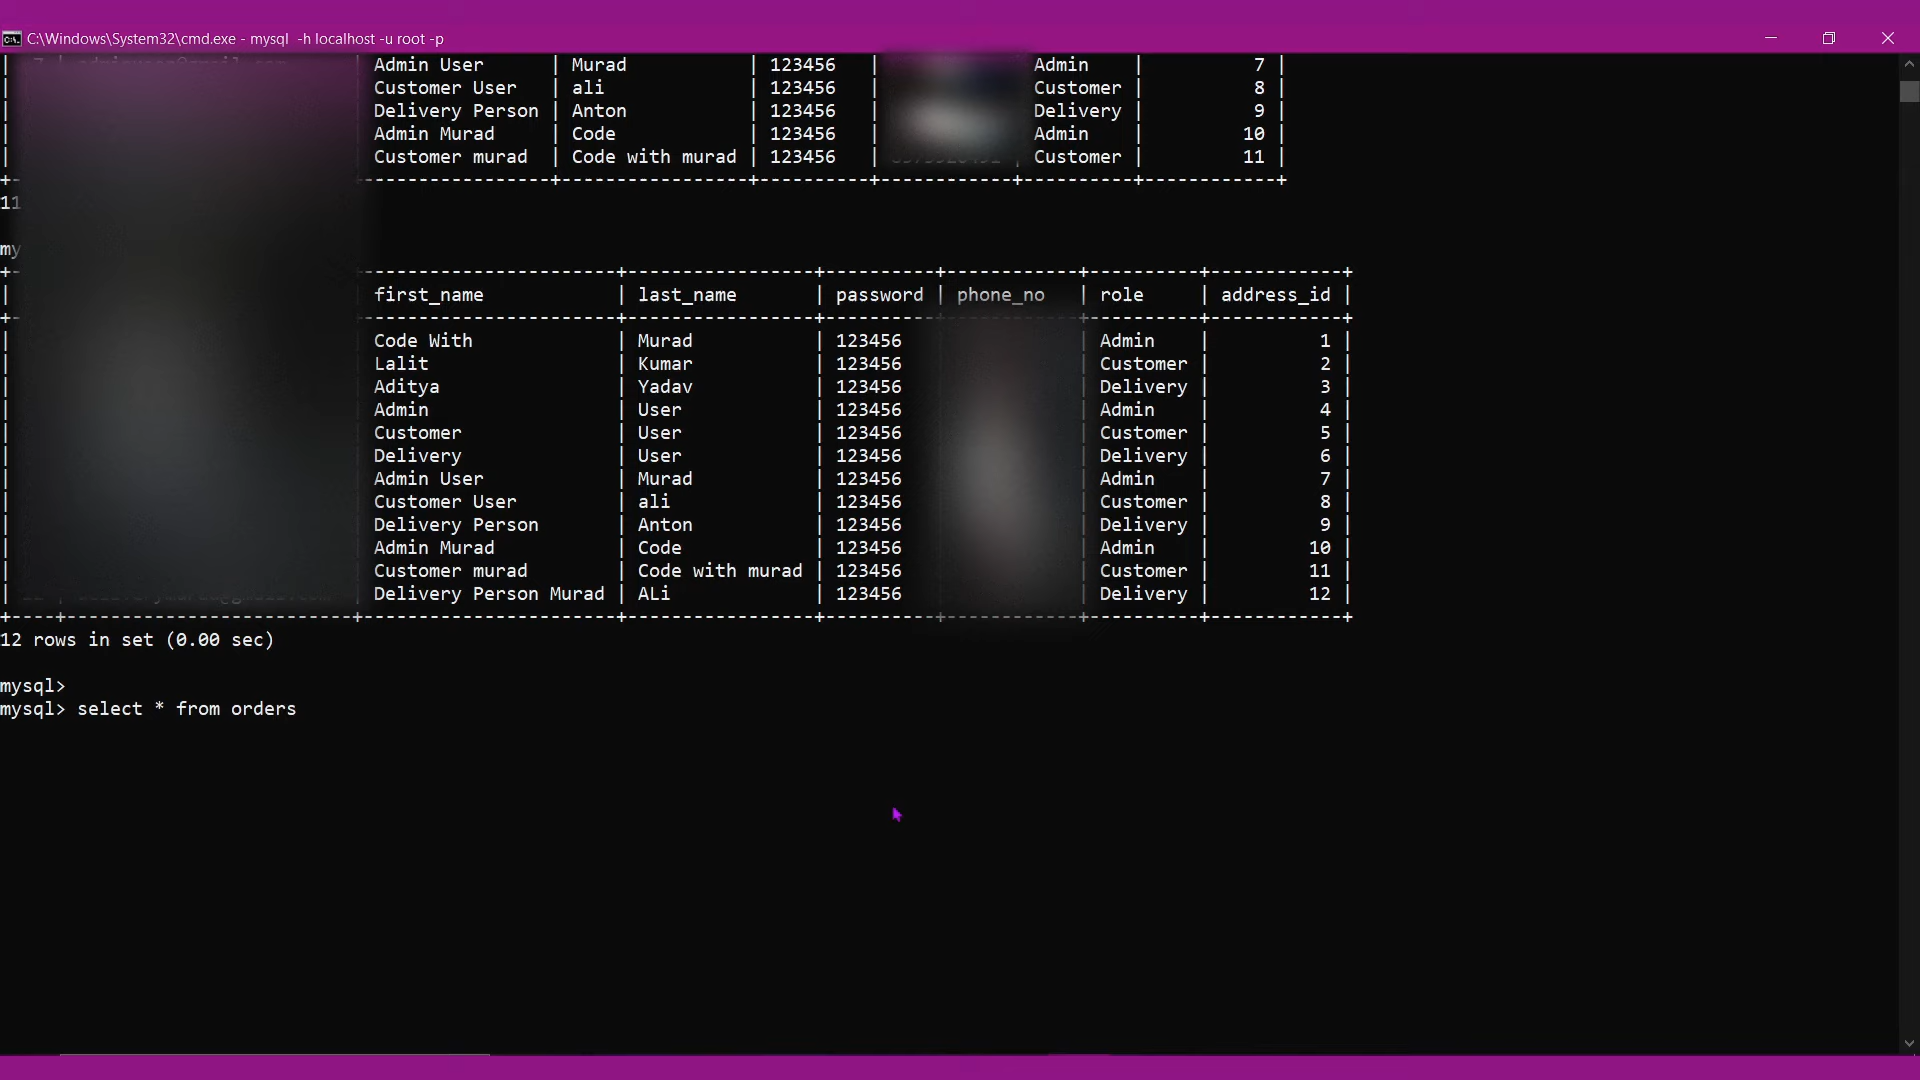 C:\Windows\System32\cmd.exe - mysql  -h localhost -u root -p
| Admin User | Murad | 123456 | Admin | 7 |
| Customer User | ali | 123456 | Customer | 8 |
| Delivery Person | Anton | 123456 | Delivery | 9 |
| Admin Murad | Code | 123456 | Admin | 10 |
| Customer murad | Code with murad | 123456 | Customer | 11 |
11
my
| first_name | last_name | password | phone_no | role | address_id |
| Code With | Murad | 123456 | Admin | 1 |
| Lalit | Kumar | 123456 | Customer | 2 |
| Aditya | Yadav | 123456 | Delivery | 3 |
| Admin | User | 123456 | Admin | 4 |
| Customer | User | 123456 | Customer | 5 |
| Delivery | User | 123456 | Delivery | 6 |
| Admin User | Murad | 123456 | Admin | 7 |
| Customer User | ali | 123456 | Customer | 8 |
| Delivery Person | Anton | 123456 | Delivery | 9 |
| Admin Murad | Code | 123456 | Admin | 10 |
| Customer murad | Code with murad | 123456 | Customer | 11 |
| Delivery Person Murad | ALi | 123456 | Delivery | 12 |
12 rows in set (0.00 sec)
mysql>
mysql> select * from orders